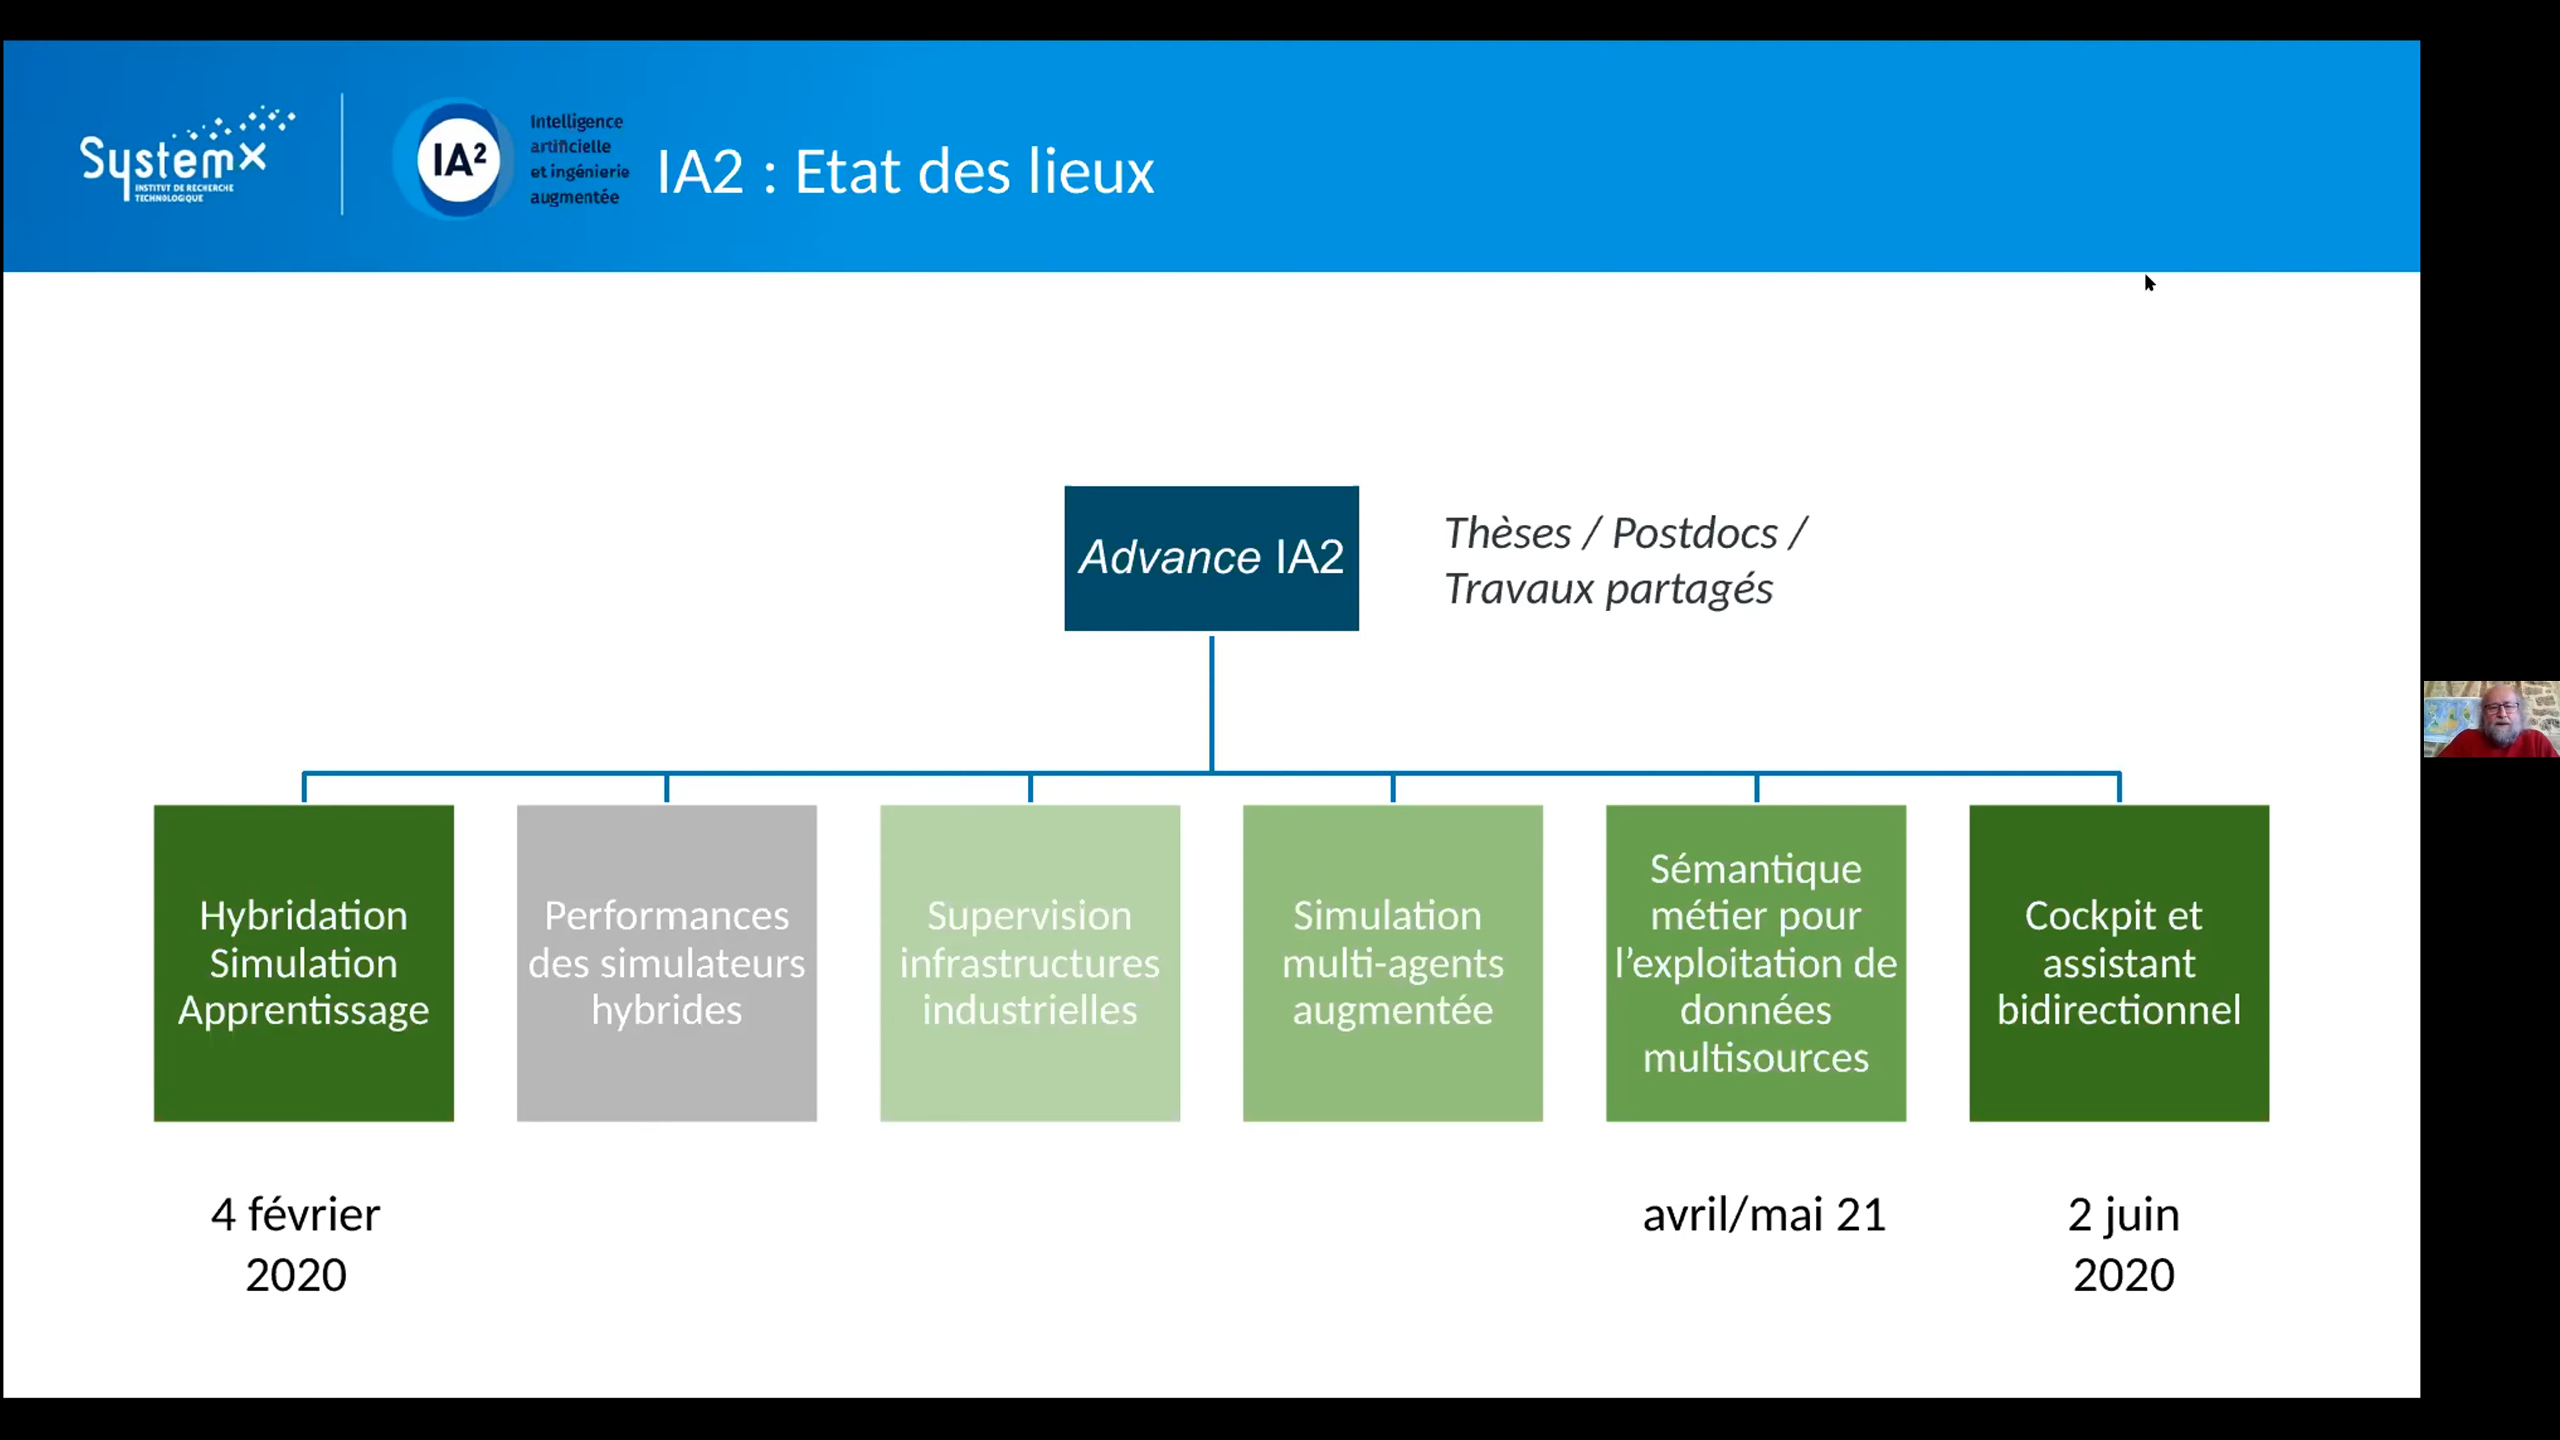 Systemx
INSTITUT DE RECHERCHE
TECHNOLOGIQUE
IA²
Intelligence
artificielle
et ingénierie
augmentée
IA2 : Etat des lieux
Advance IA2
Thèses / Postdocs /
Travaux partagés
Hybridation
Simulation
Apprentissage
Performances
des simulateurs
hybrides
Supervision
infrastructures
industrielles
Simulation
multi-agents
augmentée
Sémantique
métier pour
l’exploitation de
données
multisources
Cockpit et
assistant
bidirectionnel
4 février
2020
avril/mai 21
2 juin
2020